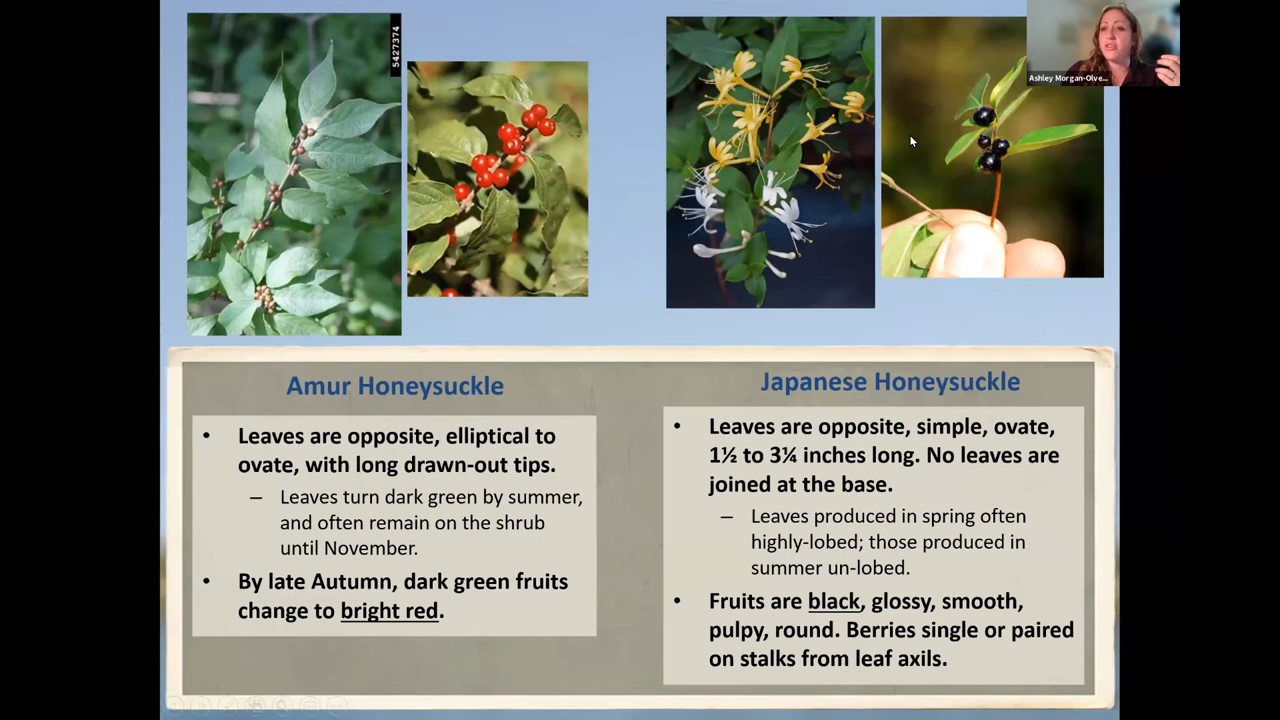 5427374
Ashley Morgan-Olve...
Amur Honeysuckle
• Leaves are opposite, elliptical to
ovate, with long drawn-out tips.
– Leaves turn dark green by summer,
and often remain on the shrub
until November.
• By late Autumn, dark green fruits
change to bright red.
Japanese Honeysuckle
• Leaves are opposite, simple, ovate,
1½ to 3¼ inches long. No leaves are
joined at the base.
– Leaves produced in spring often
highly-lobed; those produced in
summer un-lobed.
• Fruits are black, glossy, smooth,
pulpy, round. Berries single or paired
on stalks from leaf axils.